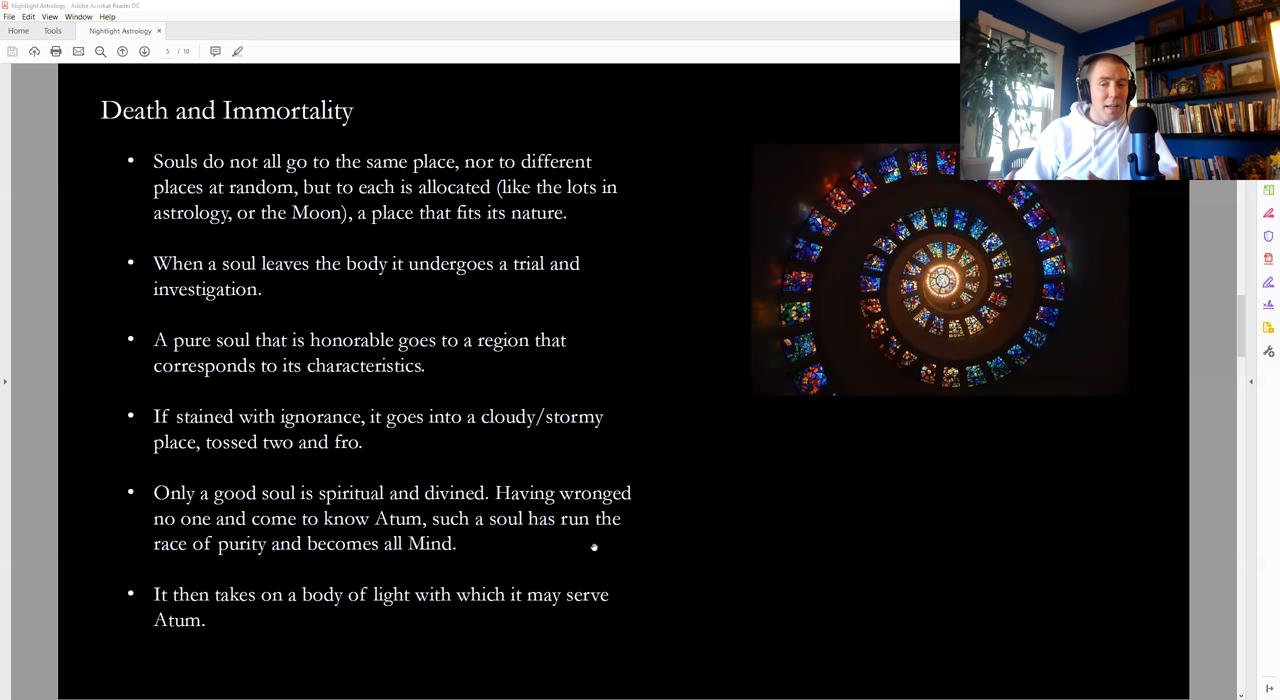 Nightlight Astrology - Adobe Acrobat Reader DC
File Edit View Window Help
Home Tools Nightlight Astrology ×
5 / 10
Death and Immortality
• Souls do not all go to the same place, nor to different
places at random, but to each is allocated (like the lots in
astrology, or the Moon), a place that fits its nature.
• When a soul leaves the body it undergoes a trial and
investigation.
• A pure soul that is honorable goes to a region that
corresponds to its characteristics.
• If stained with ignorance, it goes into a cloudy/stormy
place, tossed two and fro.
• Only a good soul is spiritual and divined. Having wronged
no one and come to know Atum, such a soul has run the
race of purity and becomes all Mind.
• It then takes on a body of light with which it may serve
Atum.